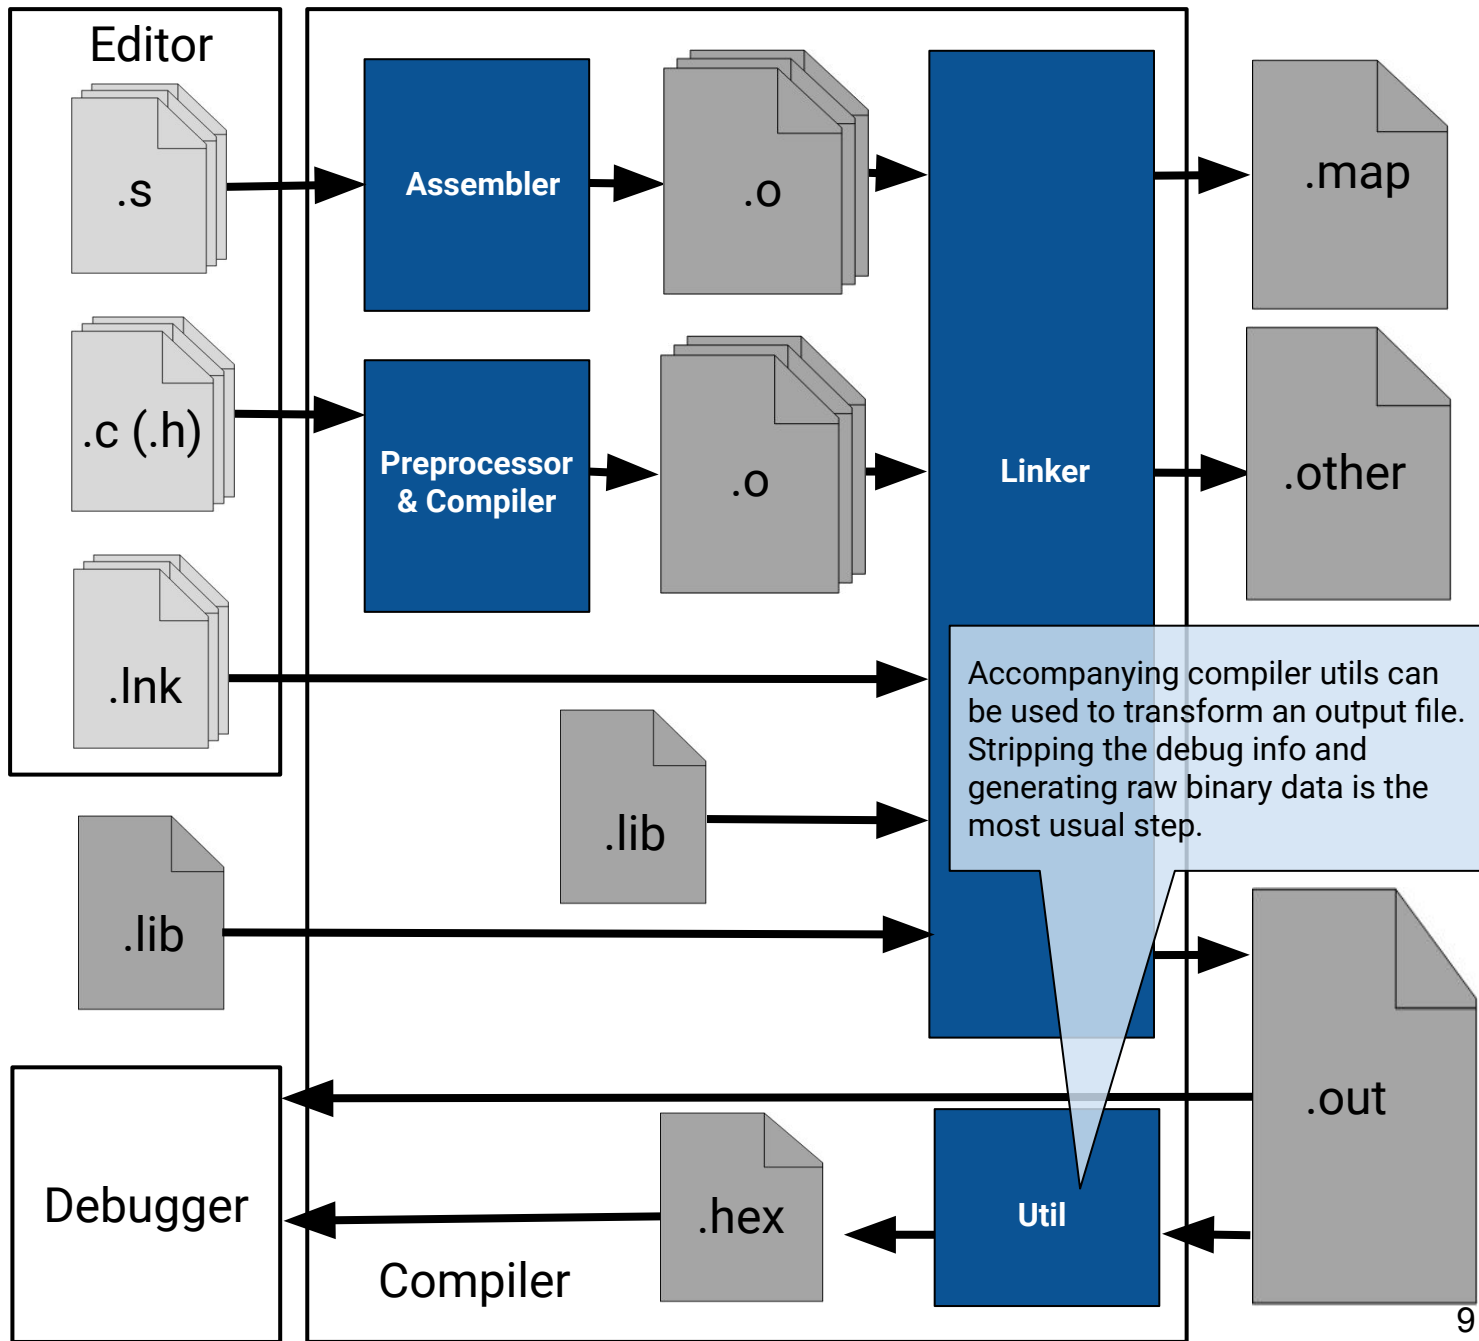 Editor
.s
Assembler
.o
.map
.c (.h)
Preprocessor
& Compiler
.o
Linker
.other
.lnk
Accompanying compiler utils can
be used to transform an output file.
Stripping the debug info and
generating raw binary data is the
most usual step.
.lib
.lib
.out
Debugger
.hex
Util
Compiler
9